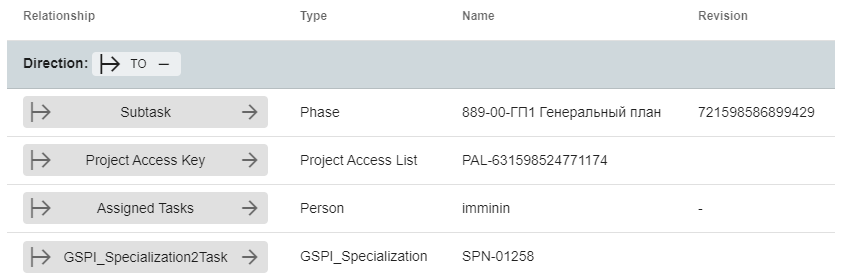 Relationship Type Name Revision
Direction: TO –
Subtask Phase 889-00-ГП1 Генеральный план 721598586899429
Project Access Key Project Access List PAL-631598524771174
Assigned Tasks Person imminin -
GSPI_Specialization2Task GSPI_Specialization SPN-01258